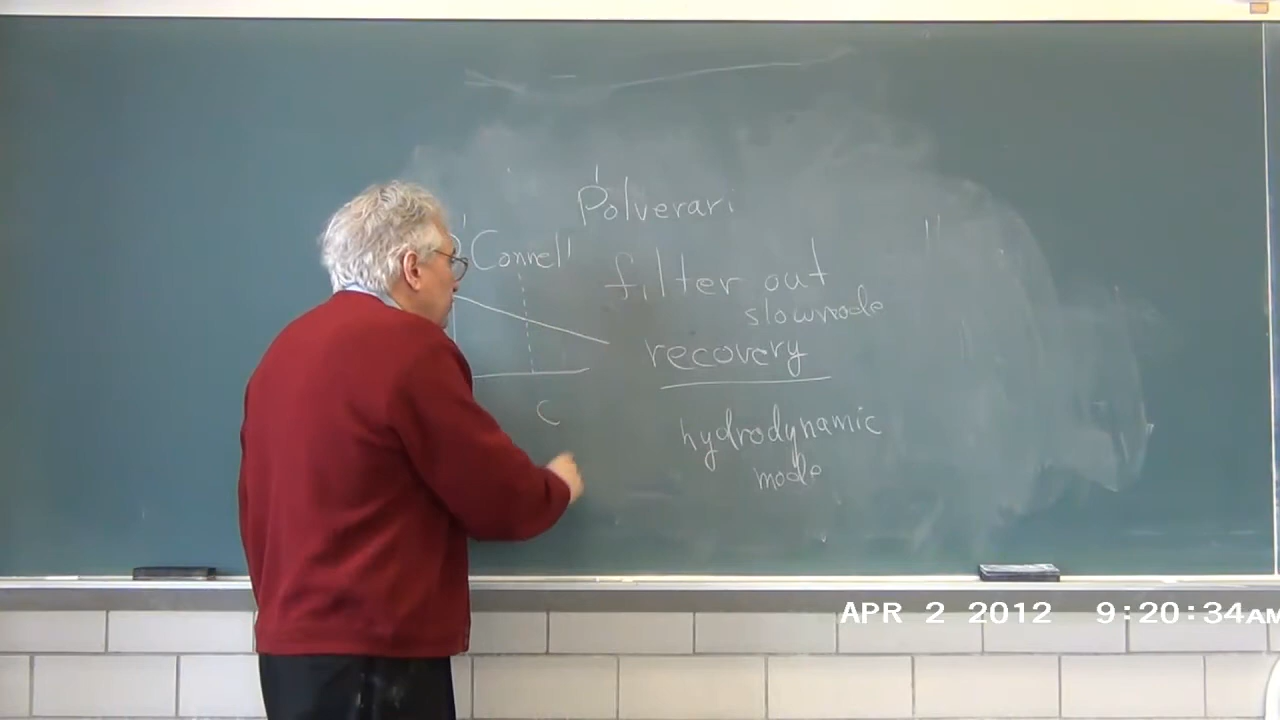 Polverari
O'Connell
filter out
slowmode
recovery
C
hydrodynamic
mode
APR 2 2012 9:20:34AM